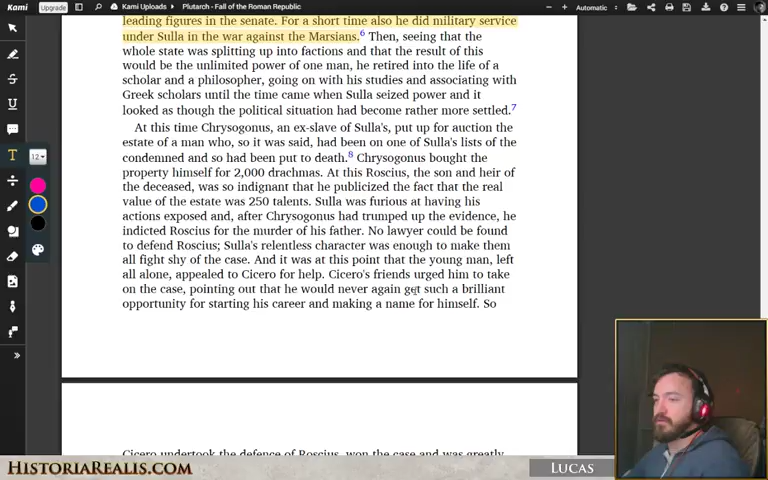 Kami
Upgrade
Kami Uploads
Plutarch - Fall of the Roman Republic
Automatic
leading figures in the senate. For a short time also he did military service
under Sulla in the war against the Marsians.6 Then, seeing that the
whole state was splitting up into factions and that the result of this
would be the unlimited power of one man, he retired into the life of a
scholar and a philosopher, going on with his studies and associating with
Greek scholars until the time came when Sulla seized power and it
looked as though the political situation had become rather more settled.7
At this time Chrysogonus, an ex-slave of Sulla's, put up for auction the
estate of a man who, so it was said, had been on one of Sulla's lists of the
condemned and so had been put to death.8 Chrysogonus bought the
property himself for 2,000 drachmas. At this Roscius, the son and heir of
the deceased, was so indignant that he publicized the fact that the real
value of the estate was 250 talents. Sulla was furious at having his
actions exposed and, after Chrysogonus had trumped up the evidence, he
indicted Roscius for the murder of his father. No lawyer could be found
to defend Roscius; Sulla's relentless character was enough to make them
all fight shy of the case. And it was at this point that the young man, left
all alone, appealed to Cicero for help. Cicero's friends urged him to take
on the case, pointing out that he would never again get such a brilliant
opportunity for starting his career and making a name for himself. So
Cicero undertook the defence of Roscius, won the case and was greatly
T
12
HISTORIAREALIS.COM
LUCAS